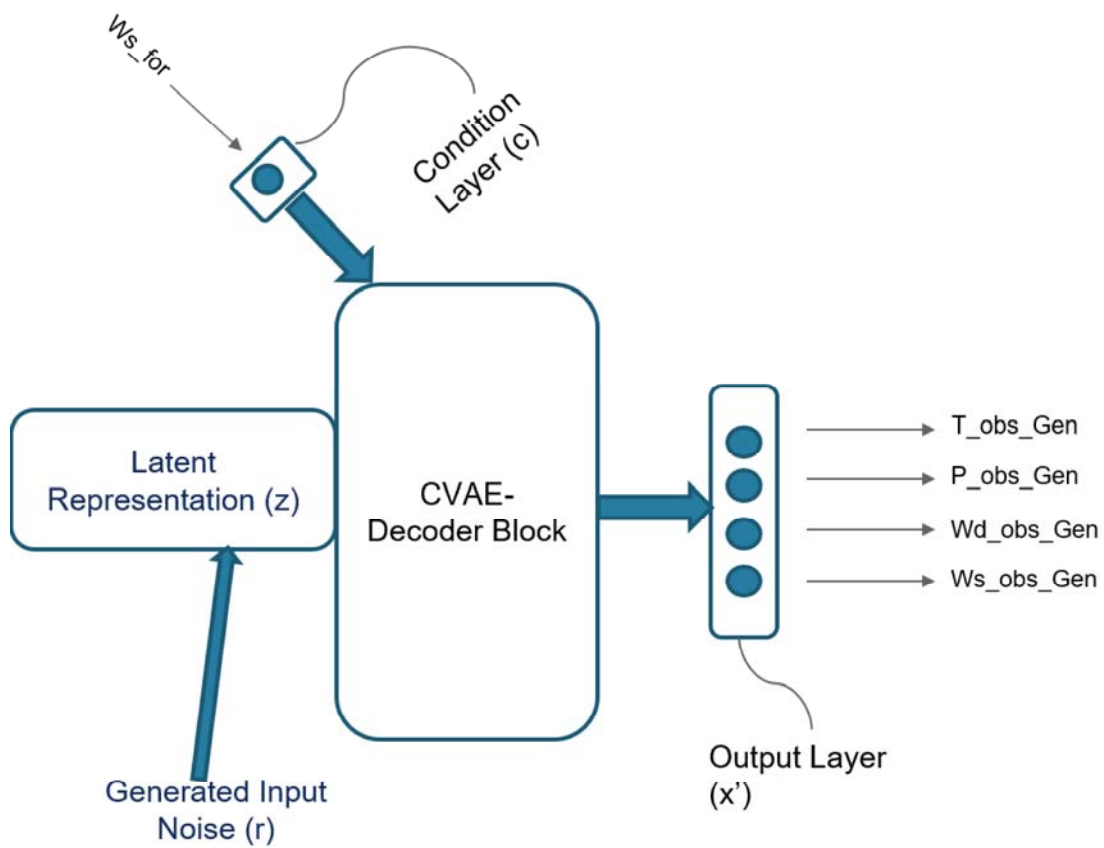 Ws_for
Condition
Layer (c)
Latent
Representation (z)
CVAE-
Decoder Block
T_obs_Gen
P_obs_Gen
Wd_obs_Gen
Ws_obs_Gen
Generated Input
Noise (r)
Output Layer
(x’)